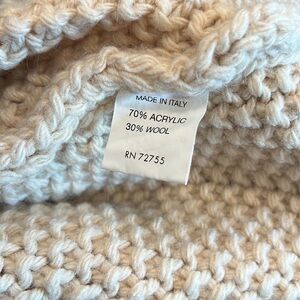 MADE IN ITALY
70% ACRYLIC
30% WOOL
RN 72755